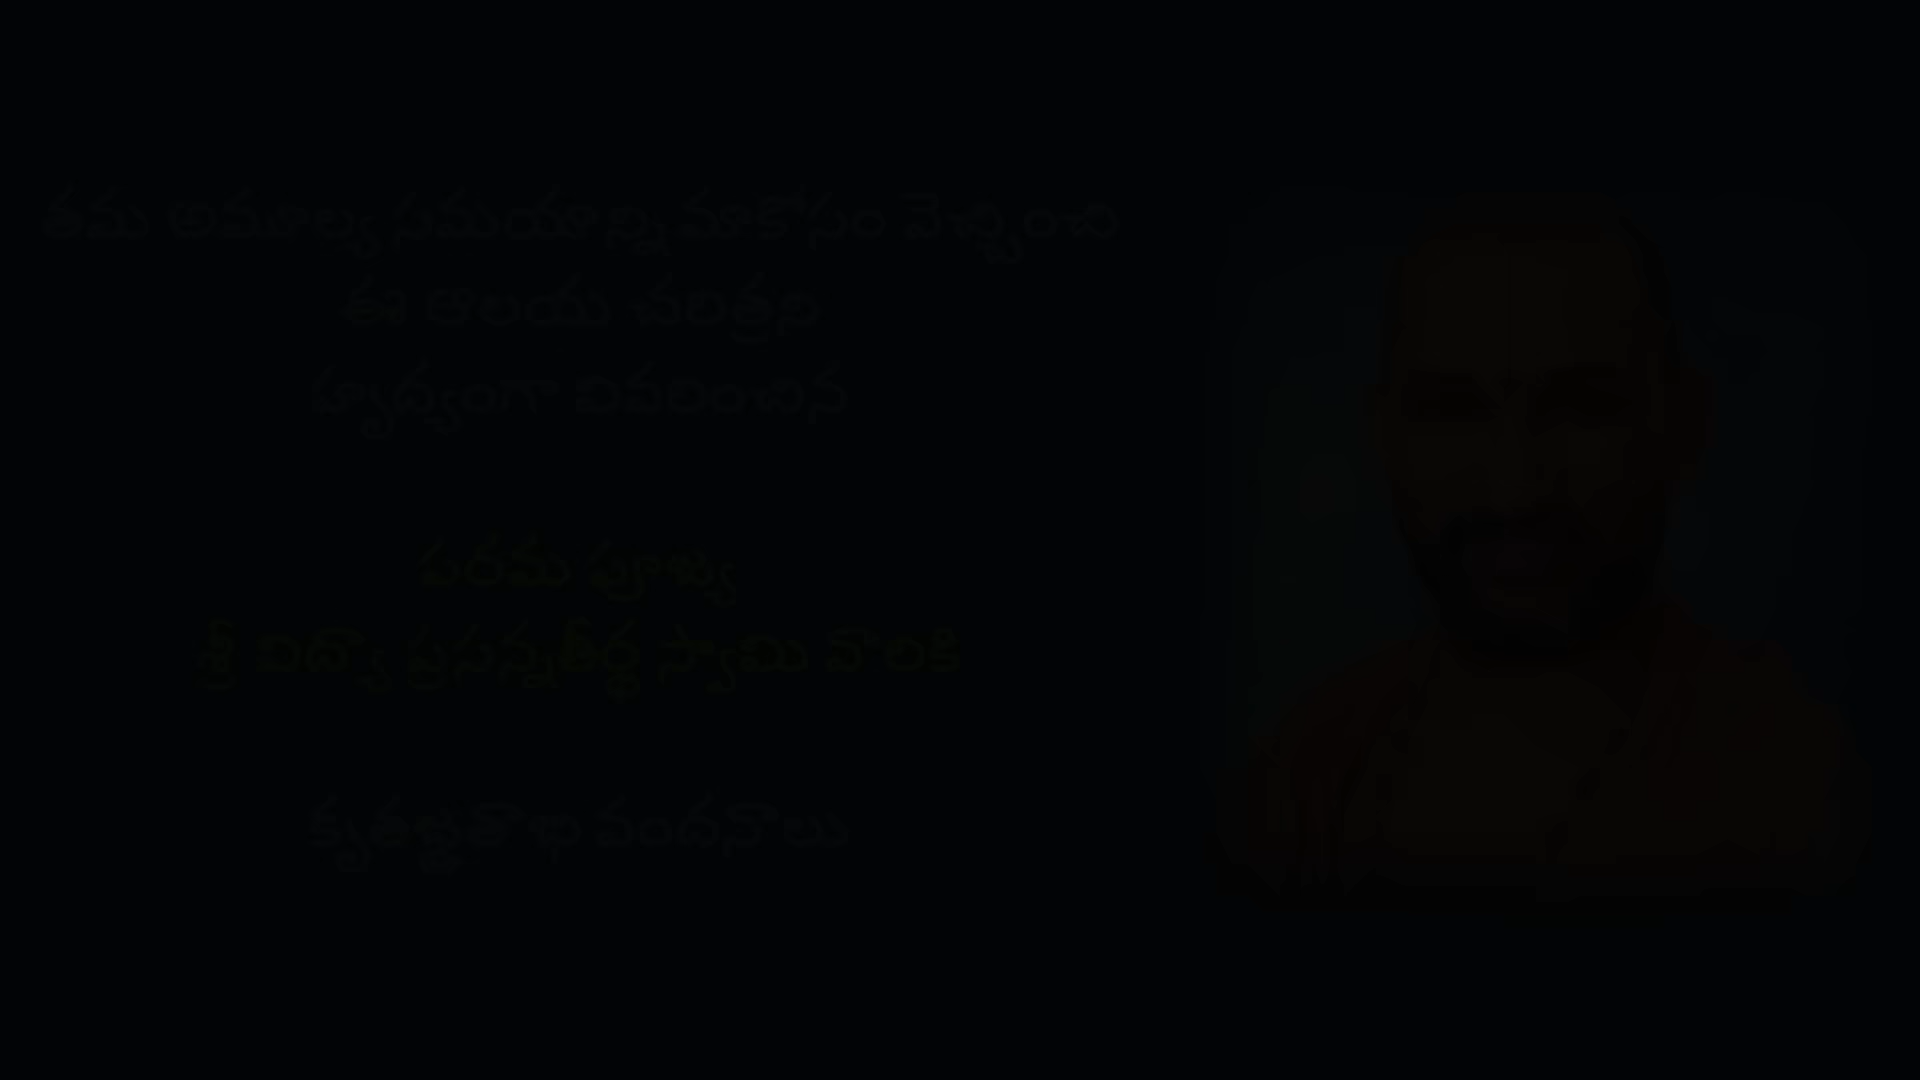 తమ అమూల్య సమయాన్ని మాకోసం వెచ్చించి
ఈ ఆలయ చరిత్రని
హృద్యంగా వివరించిన
పరమ పూజ్య
శ్రీ విద్యా ప్రసన్నతీర్థ స్వామి వారికి
కృతజ్ఞతాభి వందనాలు